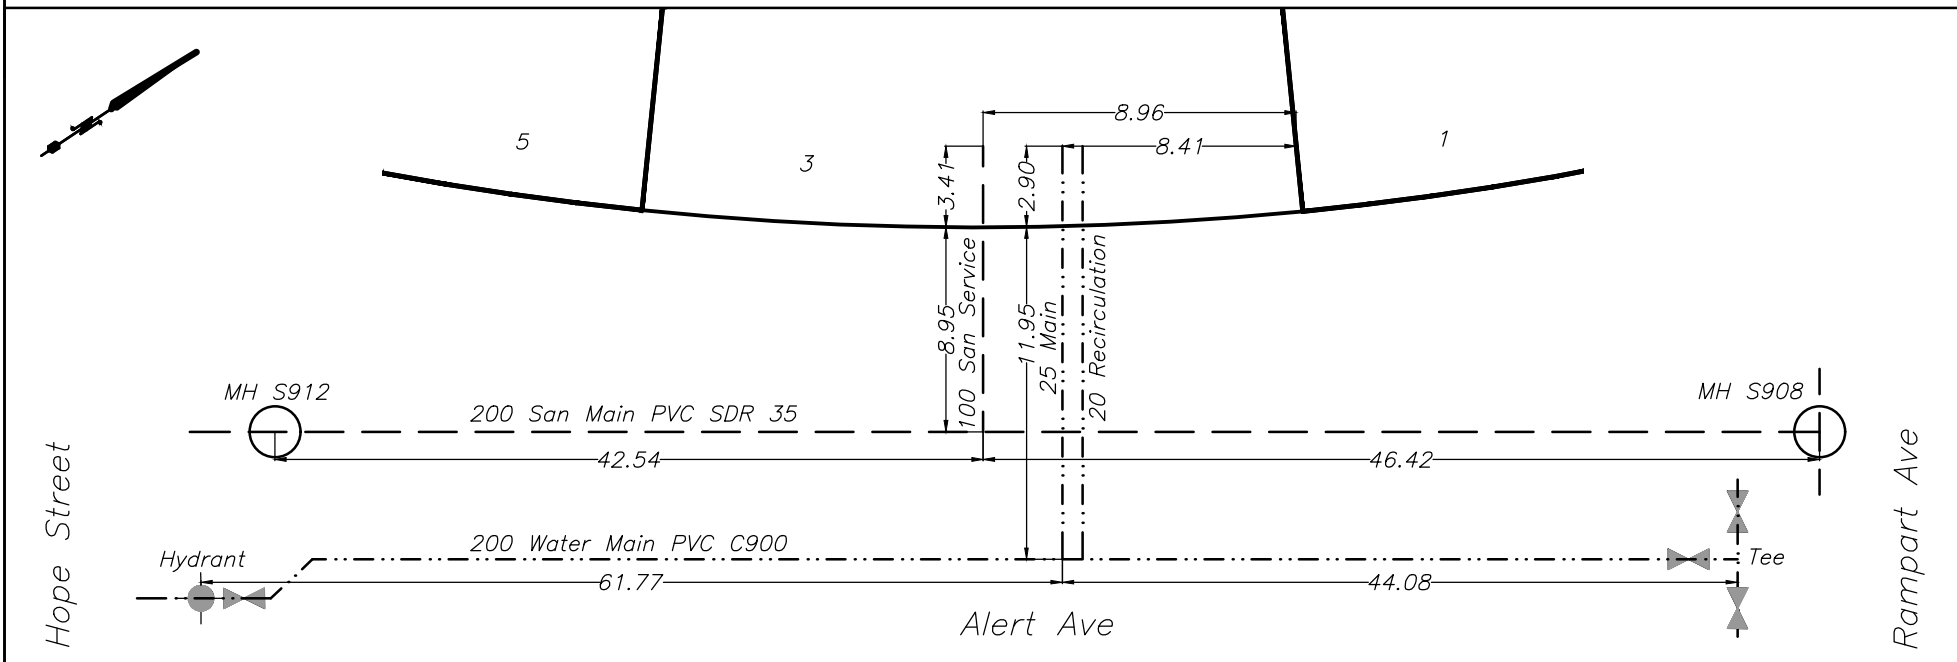 8.96
8.41
5
3
1
3.41
2.90
8.95
100 San Service
11.95
25 Main
20 Recirculation
MH S912
200 San Main PVC SDR 35
MH S908
42.54
46.42
Hope Street
Rampart Ave
Hydrant
200 Water Main PVC C900
Tee
61.77
44.08
Alert Ave